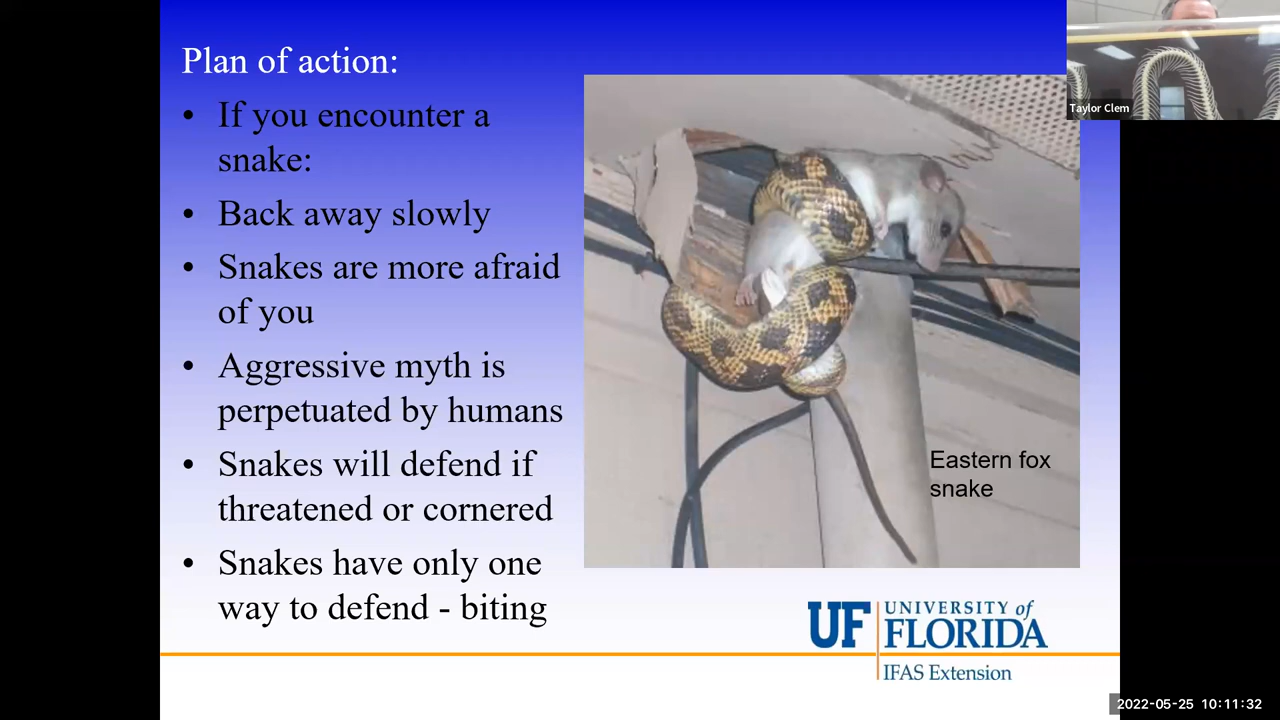 Plan of action:
• If you encounter a
snake:
• Back away slowly
• Snakes are more afraid
of you
• Aggressive myth is
perpetuated by humans
• Snakes will defend if
threatened or cornered
• Snakes have only one
way to defend - biting
Eastern fox
snake
UF UNIVERSITY of
FLORIDA
IFAS Extension
Taylor Clem
2022-05-25 10:11:32